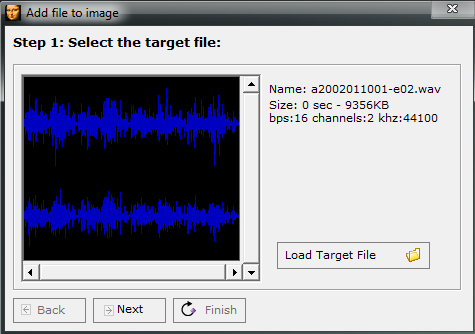 Add file to image
Step 1: Select the target file:
Name: a2002011001-e02.wav
Size: 0 sec - 9356KB
bps:16 channels:2 khz:44100
Load Target File
Back
Next
Finish